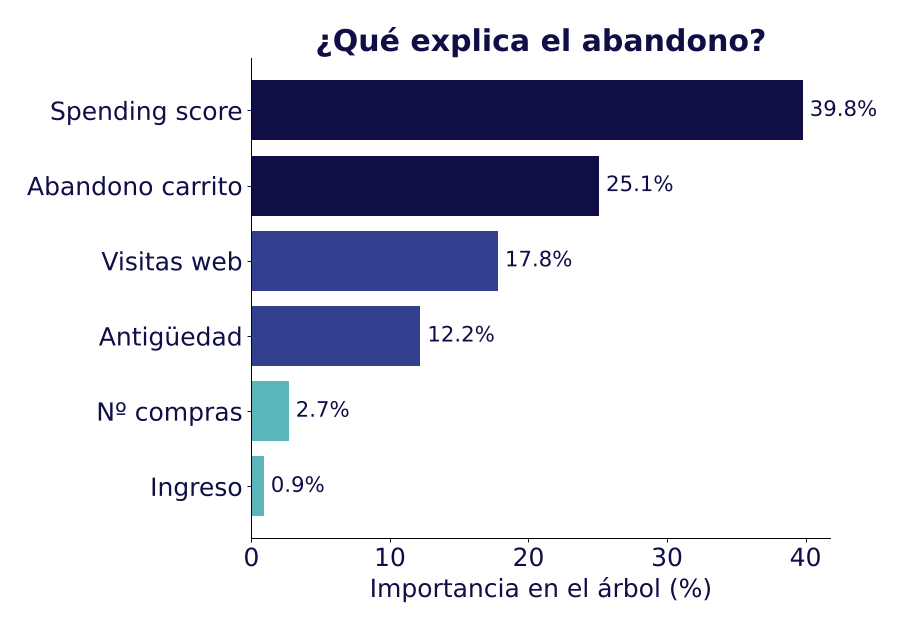 ¿Qué explica el abandono?
Spending score 39.8%
Abandono carrito 25.1%
Visitas web 17.8%
Antigüedad 12.2%
Nº compras 2.7%
Ingreso 0.9%
0 10 20 30 40
Importancia en el árbol (%)